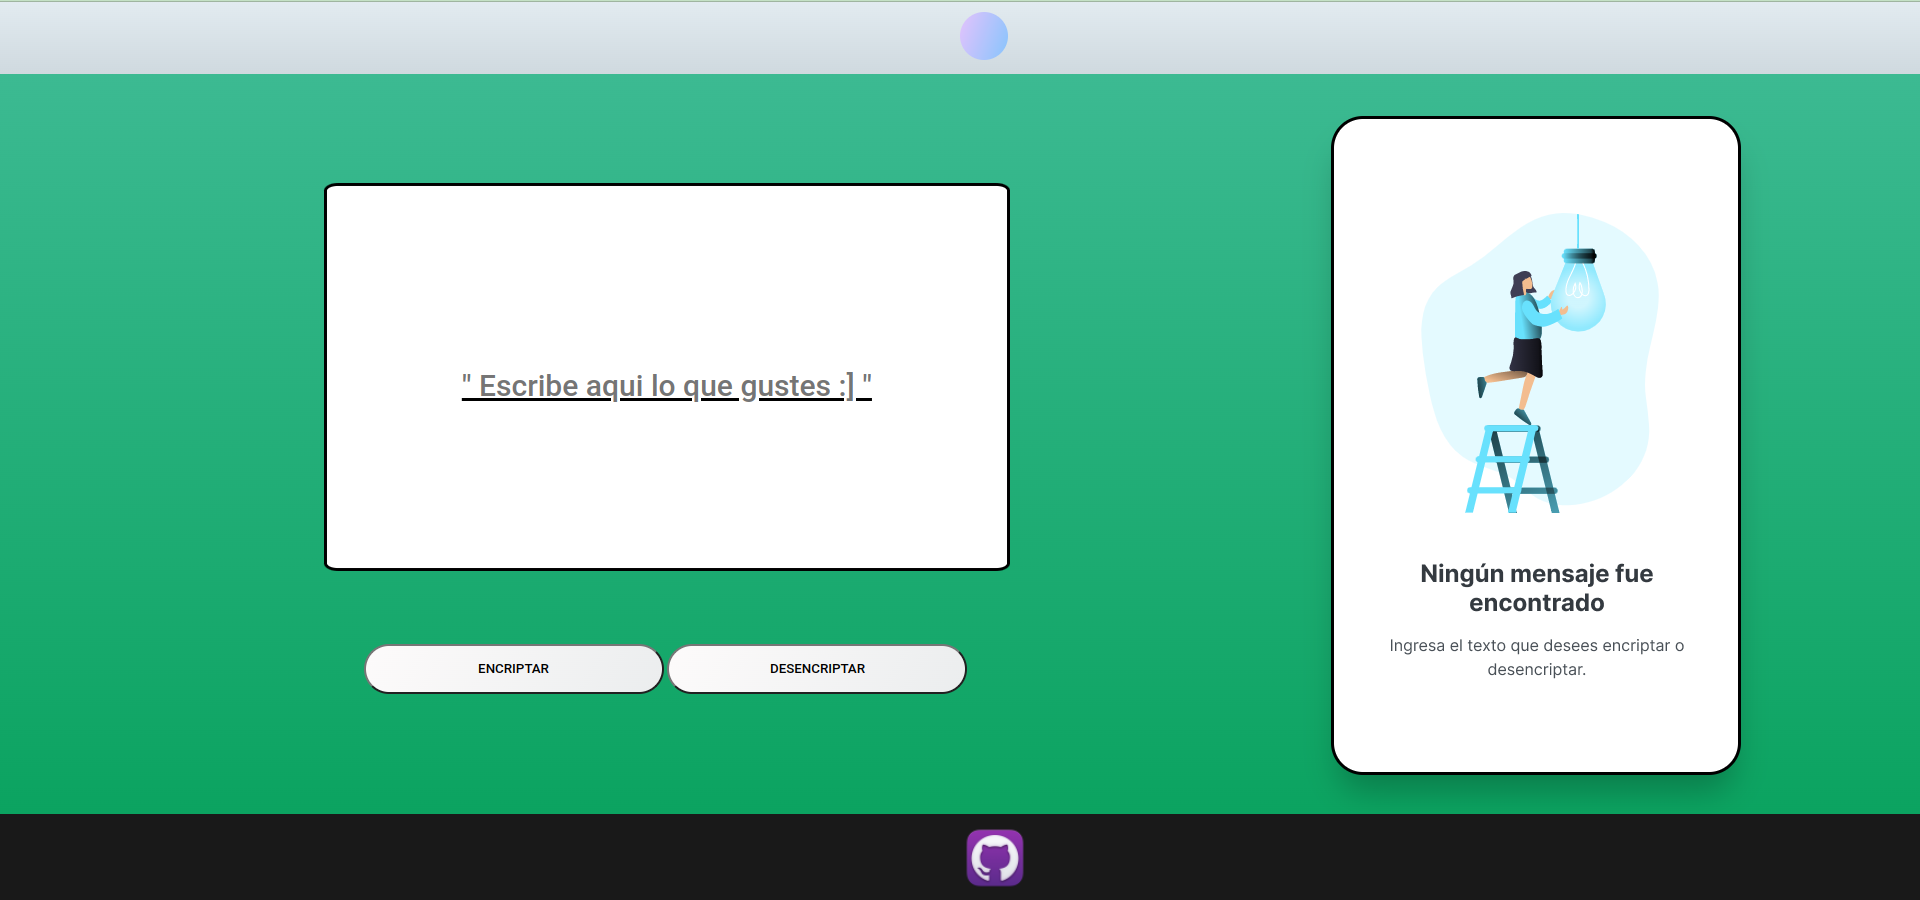 " Escribe aqui lo que gustes :] "
ENCRIPTAR
DESENCRIPTAR
Ningún mensaje fue
encontrado
Ingresa el texto que desees encriptar o
desencriptar.